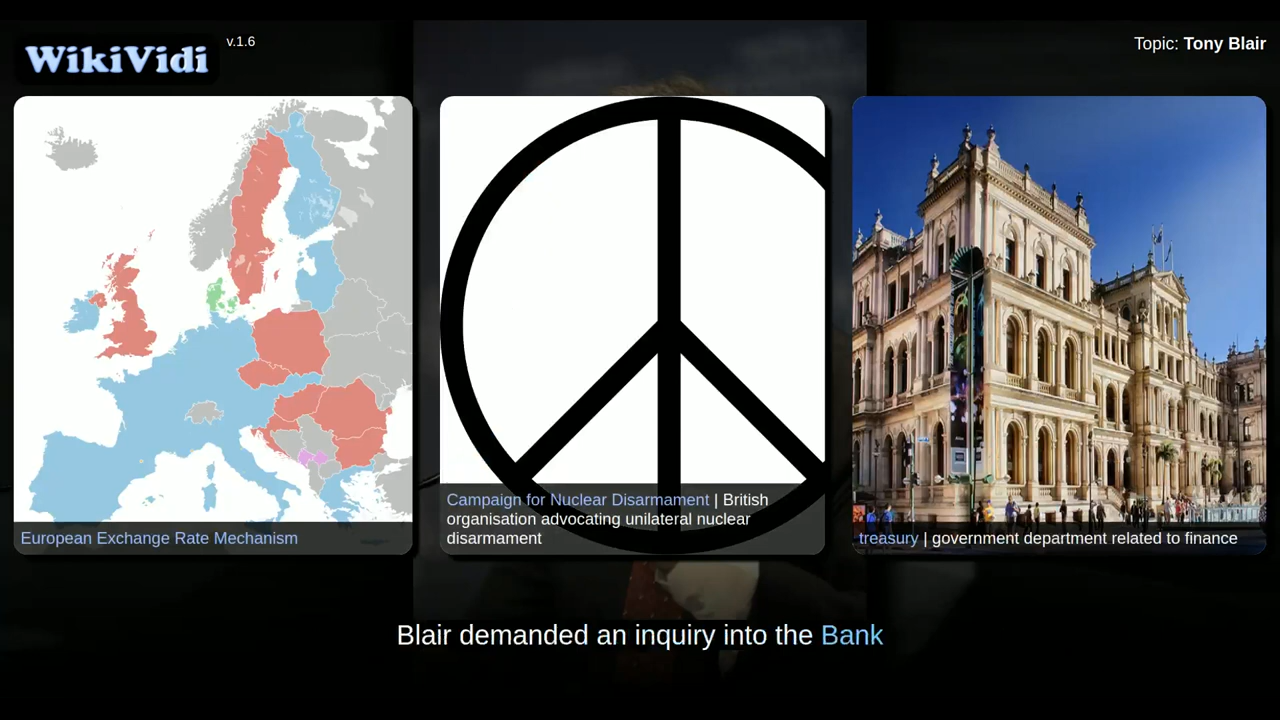 WikiVidi
v.1.6
Topic: Tony Blair
European Exchange Rate Mechanism
Campaign for Nuclear Disarmament | British
organisation advocating unilateral nuclear
disarmament
treasury | government department related to finance
Blair demanded an inquiry into the Bank